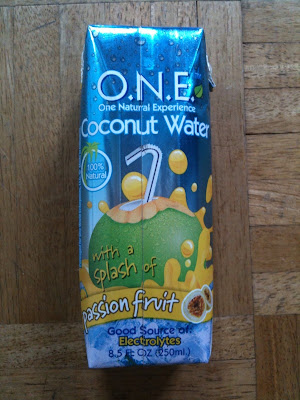 O.N.E.
One Natural Experience
Coconut Water
100%
Natural
with a
splash of
passion fruit
Good Source of
Electrolytes
8.5 fl oz (250ml.)